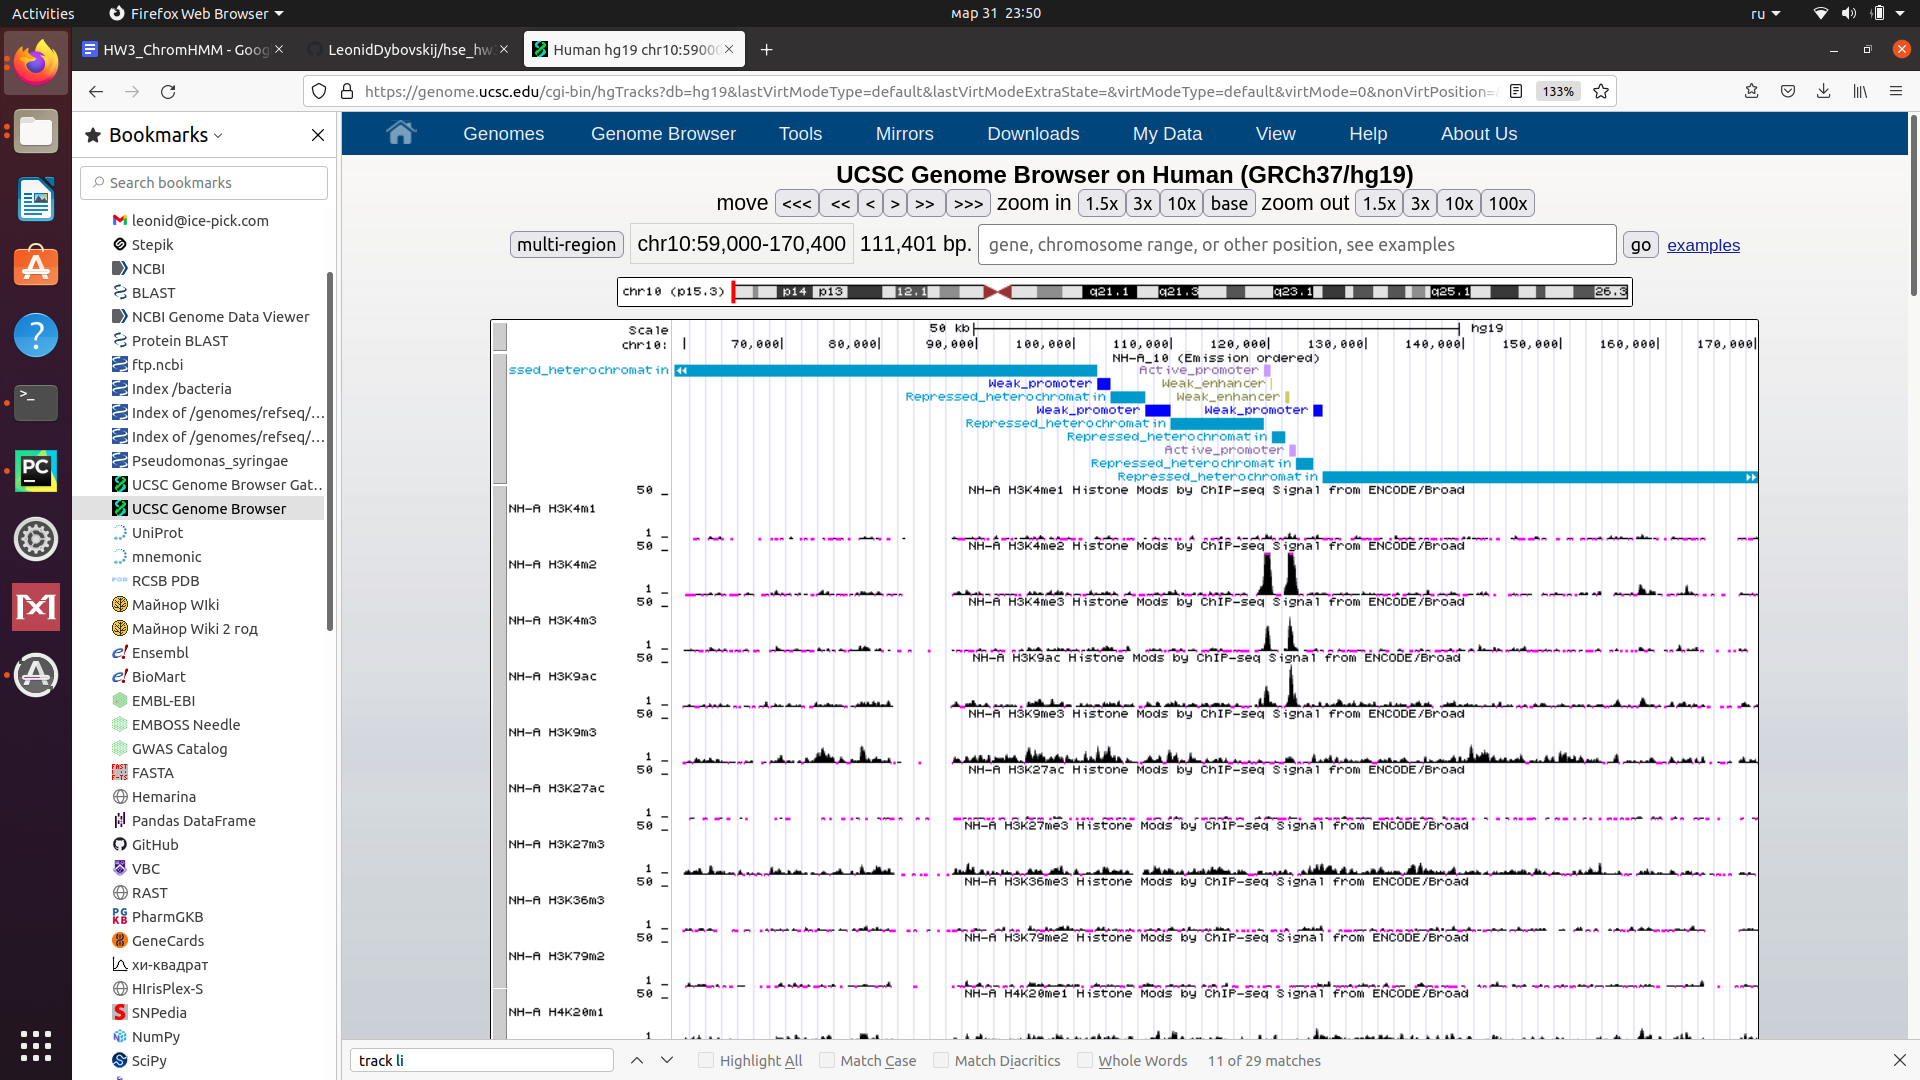 Activities
Firefox Web Browser
мар 31 23:50
ru
HW3_ChromHMM - Goog
LeonidDybovskij/hse_hw
Human hg19 chr10:5900
https://genome.ucsc.edu/cgi-bin/hgTracks?db=hg19&lastVirtModeType=default&lastVirtModeExtraState=&virtModeType=default&virtMode=0&nonVirtPosition=
133%
Bookmarks
Search bookmarks
leonid@ice-pick.com
Stepik
NCBI
BLAST
NCBI Genome Data Viewer
Protein BLAST
ftp.ncbi
Index /bacteria
Index of /genomes/refseq/...
Index of /genomes/refseq/...
Pseudomonas_syringae
UCSC Genome Browser Gat...
UCSC Genome Browser
UniProt
mnemonic
RCSB PDB
Майнор WIki
Майнор Wiki 2 год
Ensembl
BioMart
EMBL-EBI
EMBOSS Needle
GWAS Catalog
FASTA
Hemarina
Pandas DataFrame
GitHub
VBC
RAST
PharmGKB
GeneCards
хи-квадрат
HIrisPlex-S
SNPedia
NumPy
SciPy
Genomes
Genome Browser
Tools
Mirrors
Downloads
My Data
View
Help
About Us
UCSC Genome Browser on Human (GRCh37/hg19)
move <<< << < > >> >>> zoom in 1.5x 3x 10x base zoom out 1.5x 3x 10x 100x
multi-region chr10:59,000-170,400 111,401 bp. gene, chromosome range, or other position, see examples go examples
chr10 (p15.3) p14 p13 12.1 q21.1 q21.3 q23.1 q25.1 26.3
Scale 50 kb hg19
chr10: 70,000 80,000 90,000 100,000 110,000 120,000 130,000 140,000 150,000 160,000 170,000
NH-A_10 (Emission ordered)
ssed_heterochromatin Active_promoter
Weak_promoter Weak_enhancer
Repressed_heterochromatin Weak_enhancer
Weak_promoter Weak_promoter
Repressed_heterochromatin
Repressed_heterochromatin
Active_promoter
Repressed_heterochromatin
Repressed_heterochromatin
50 _ NH-A H3K4me1 Histone Mods by ChIP-seq Signal from ENCODE/Broad
NH-A H3K4m1
1 _
50 _ NH-A H3K4me2 Histone Mods by ChIP-seq Signal from ENCODE/Broad
NH-A H3K4m2
1 _
50 _ NH-A H3K4me3 Histone Mods by ChIP-seq Signal from ENCODE/Broad
NH-A H3K4m3
1 _
50 _ NH-A H3K9ac Histone Mods by ChIP-seq Signal from ENCODE/Broad
NH-A H3K9ac
1 _
50 _ NH-A H3K9me3 Histone Mods by ChIP-seq Signal from ENCODE/Broad
NH-A H3K9m3
1 _
50 _ NH-A H3K27ac Histone Mods by ChIP-seq Signal from ENCODE/Broad
NH-A H3K27ac
1 _
50 _ NH-A H3K27me3 Histone Mods by ChIP-seq Signal from ENCODE/Broad
NH-A H3K27m3
1 _
50 _ NH-A H3K36me3 Histone Mods by ChIP-seq Signal from ENCODE/Broad
NH-A H3K36m3
1 _
50 _ NH-A H3K79me2 Histone Mods by ChIP-seq Signal from ENCODE/Broad
NH-A H3K79m2
1 _
50 _ NH-A H4K20me1 Histone Mods by ChIP-seq Signal from ENCODE/Broad
NH-A H4K20m1
1 _
track li
Highlight All
Match Case
Match Diacritics
Whole Words
11 of 29 matches